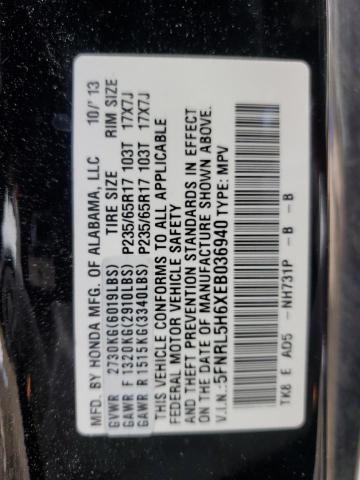 MFD. BY HONDA MFG. OF ALABAMA, LLC 10/'13
GVWR 2730KG(6019LBS) TIRE SIZE RIM SIZE
GAWR F 1320KG(2910LBS) P235/65R17 103T 17X7J
GAWR R 1515KG(3340LBS) P235/65R17 103T 17X7J
THIS VEHICLE CONFORMS TO ALL APPLICABLE
FEDERAL MOTOR VEHICLE SAFETY
AND THEFT PREVENTION STANDARDS IN EFFECT
ON THE DATE OF MANUFACTURE SHOWN ABOVE.
V.I.N.:5FNRL5H6XEB036940 TYPE: MPV
TK8 E AD5 -NH731P -B -B